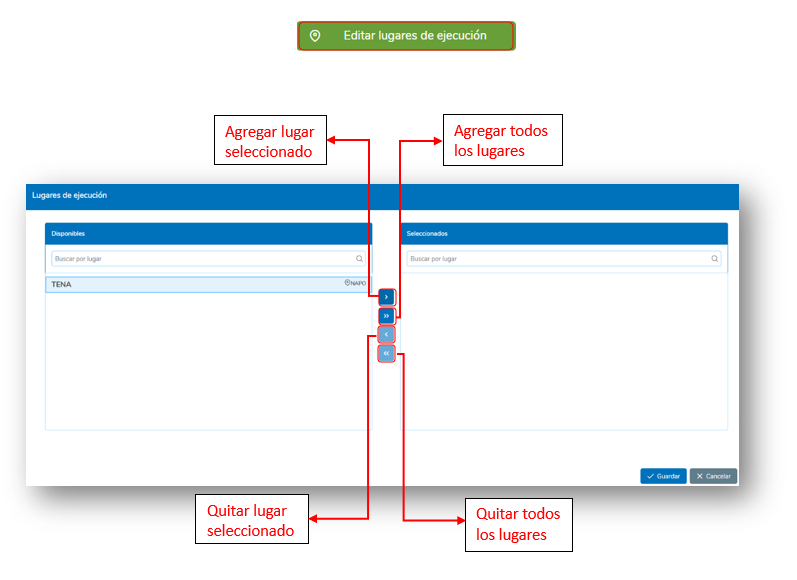 Editar lugares de ejecución
Agregar lugar
seleccionado
Agregar todos
los lugares
Lugares de ejecución
Disponibles
Seleccionados
Buscar por lugar
Buscar por lugar
TENA
NAPO
Guardar
Cancelar
Quitar lugar
seleccionado
Quitar todos
los lugares